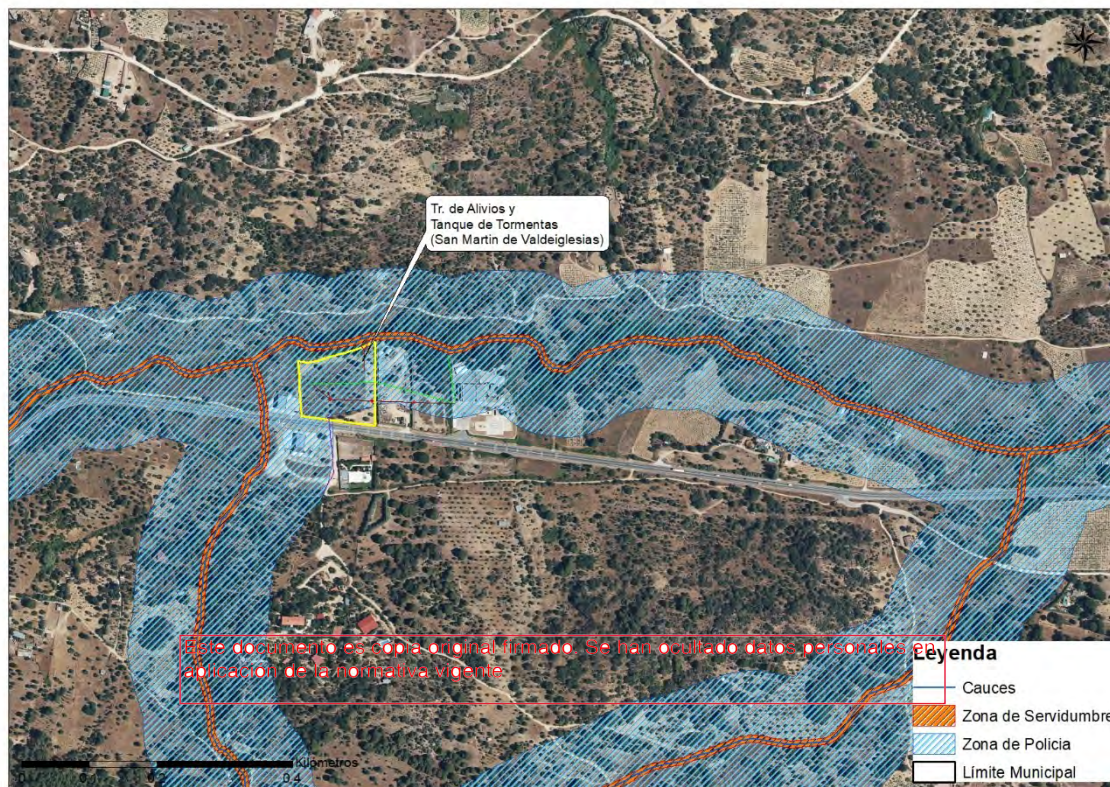 Tr. de Alivios y
Tanque de Tormentas
(San Martin de Valdeiglesias)
Este documento es copia original firmado. Se han ocultado datos personales en
aplicación de la normativa vigente
Leyenda
Cauces
Zona de Servidumbre
Zona de Policia
Límite Municipal
0 0,1 0,2 0,4
Kilómetros